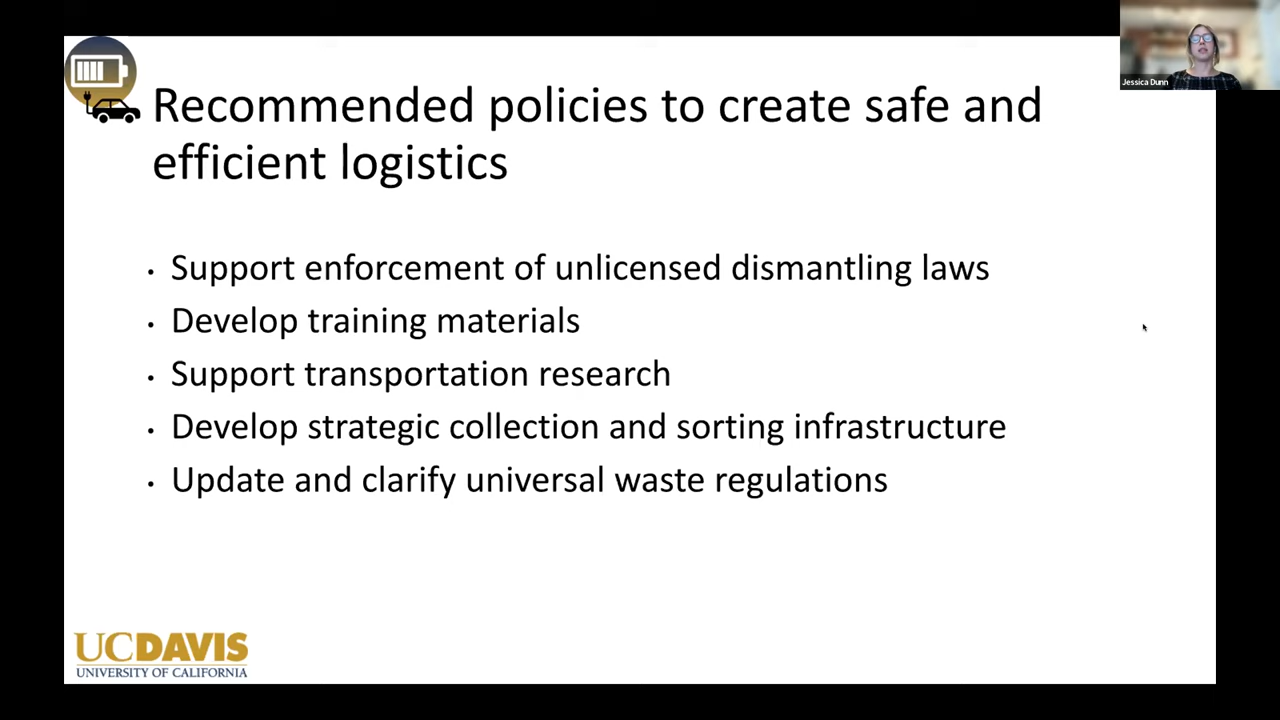 Jessica Dunn
Recommended policies to create safe and
efficient logistics
• Support enforcement of unlicensed dismantling laws
• Develop training materials
• Support transportation research
• Develop strategic collection and sorting infrastructure
• Update and clarify universal waste regulations
UCDAVIS
UNIVERSITY OF CALIFORNIA